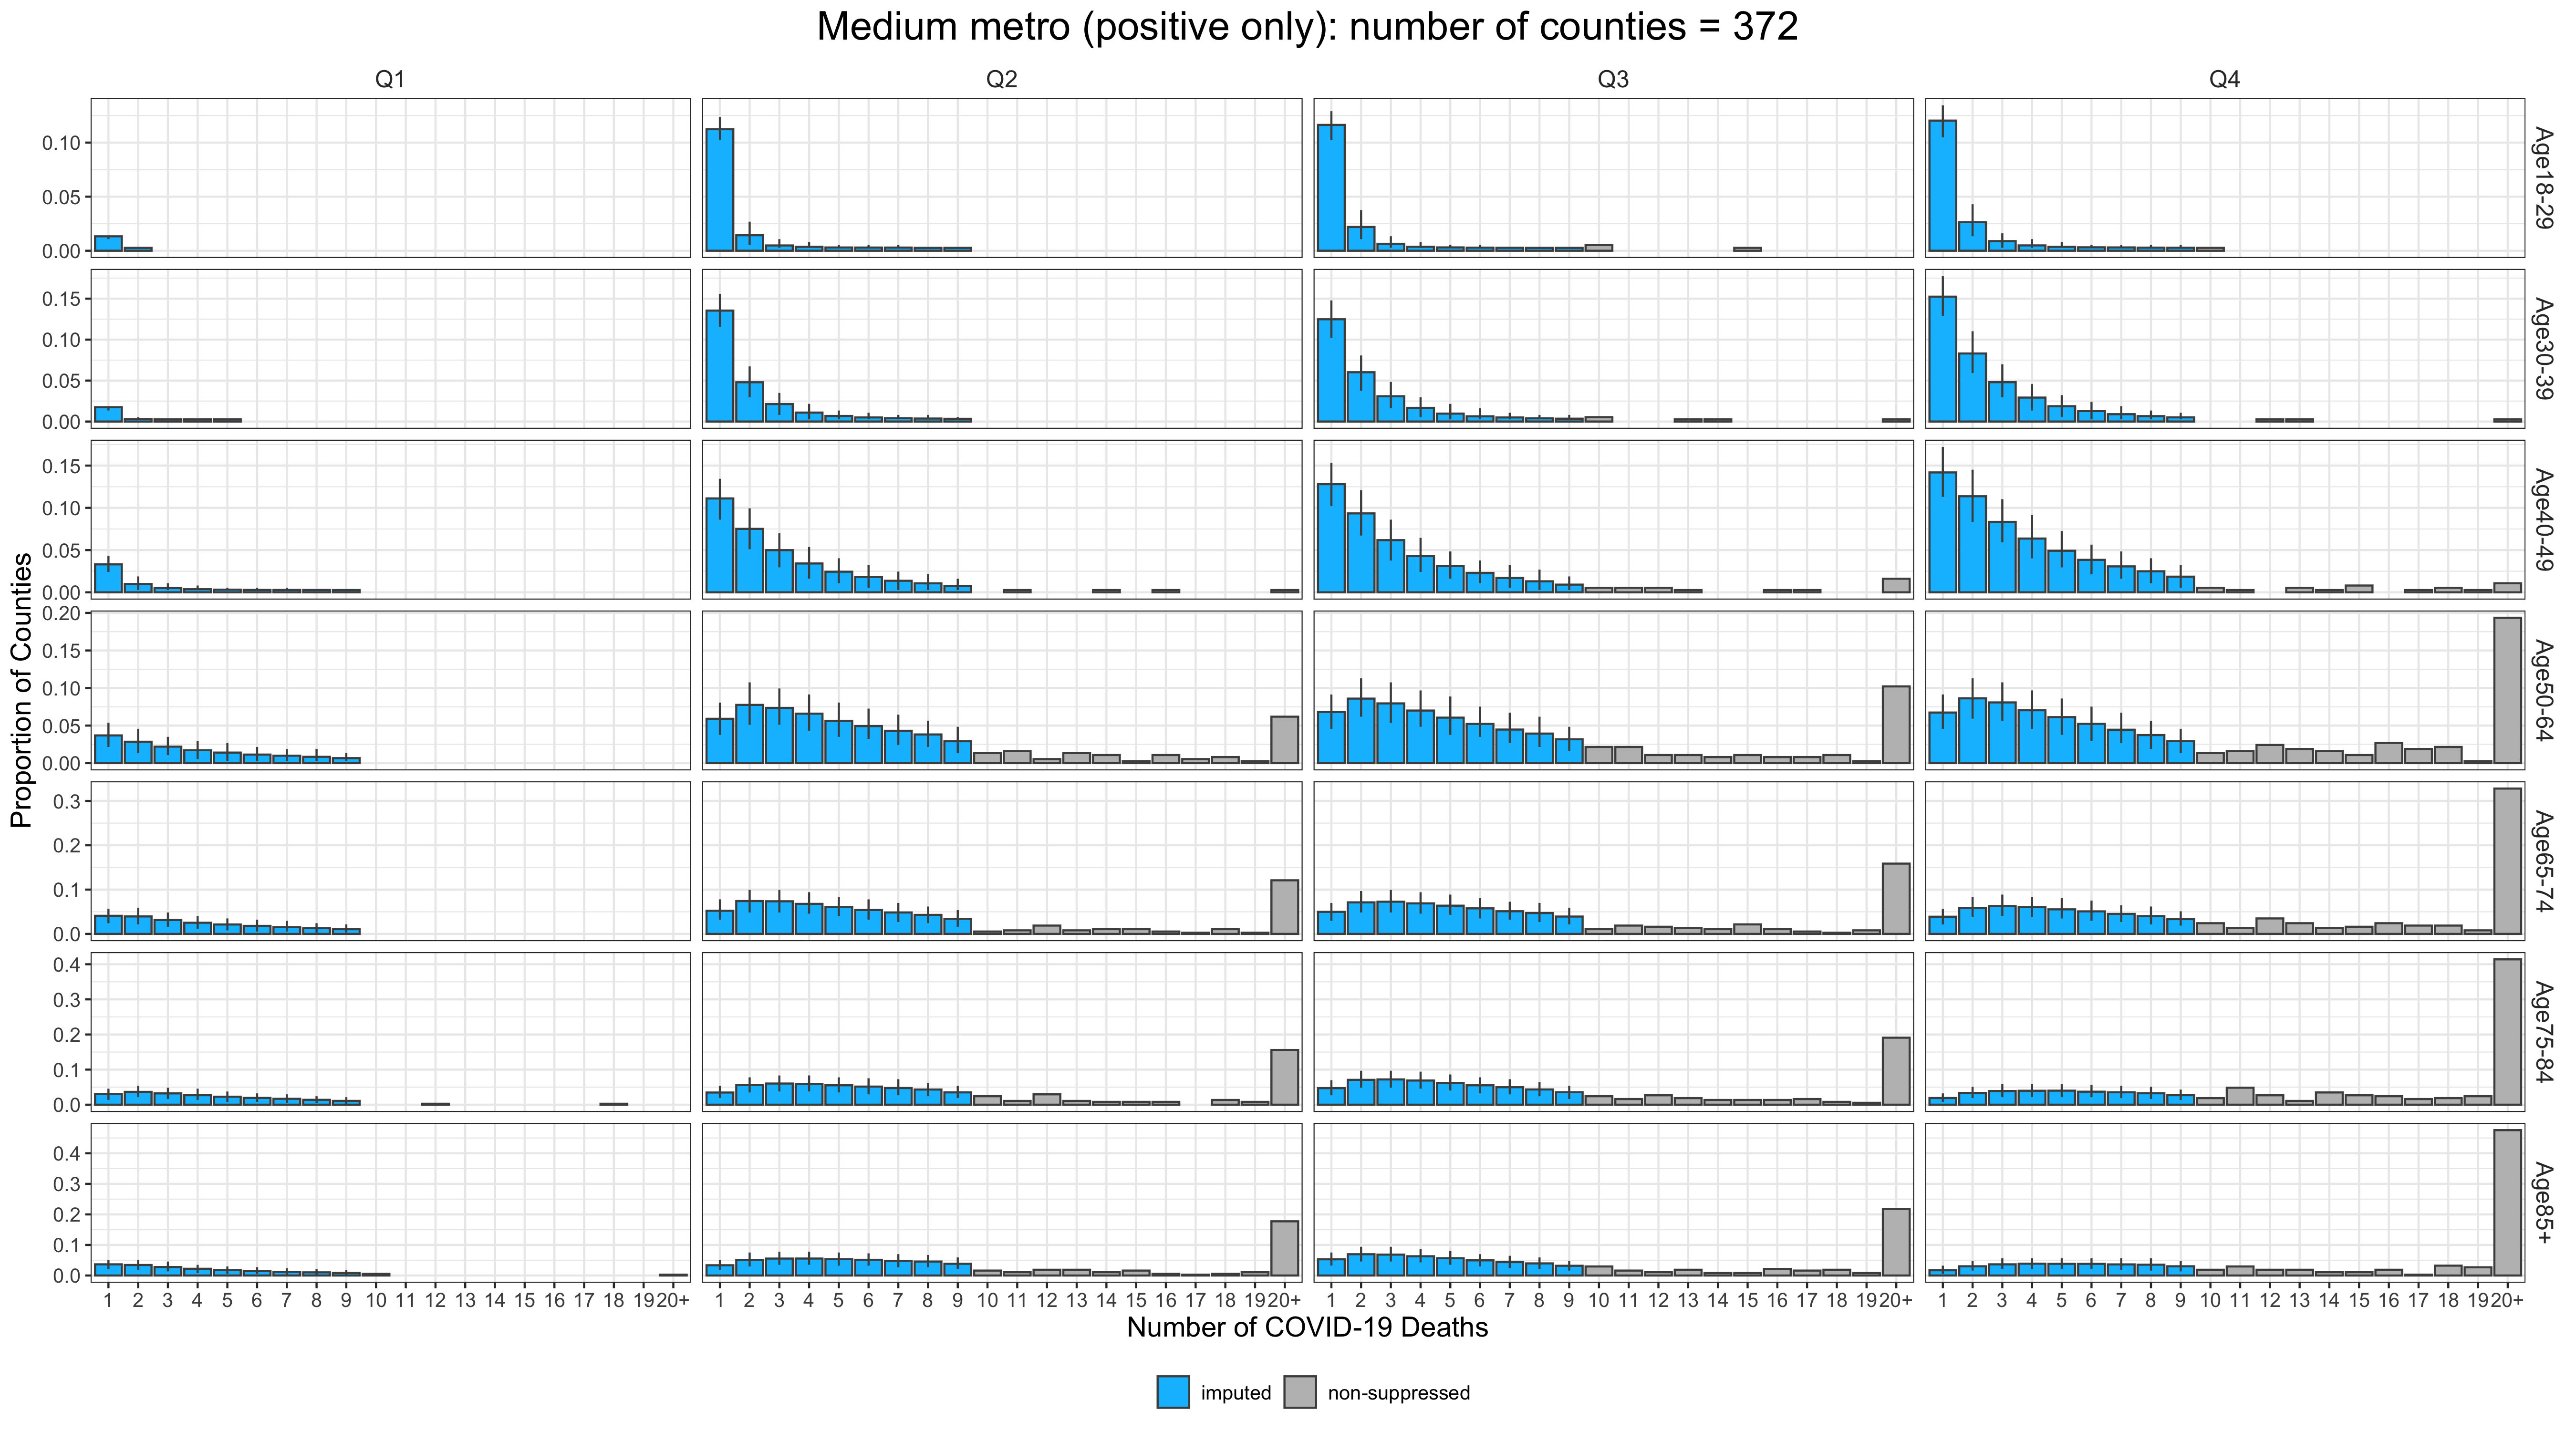 Medium metro (positive only): number of counties = 372
Q1 Q2 Q3 Q4
Proportion of Counties
0.10
0.05
0.00
Age18-29
0.15
0.10
0.05
0.00
Age30-39
0.15
0.10
0.05
0.00
Age40-49
0.20
0.15
0.10
0.05
0.00
Age50-64
0.3
0.2
0.1
0.0
Age65-74
0.4
0.3
0.2
0.1
0.0
Age75-84
0.4
0.3
0.2
0.1
0.0
Age85+
1 2 3 4 5 6 7 8 9 10 11 12 13 14 15 16 17 18 19 20+ 1 2 3 4 5 6 7 8 9 10 11 12 13 14 15 16 17 18 19 20+ 1 2 3 4 5 6 7 8 9 10 11 12 13 14 15 16 17 18 19 20+ 1 2 3 4 5 6 7 8 9 10 11 12 13 14 15 16 17 18 19 20+
Number of COVID-19 Deaths
imputed non-suppressed